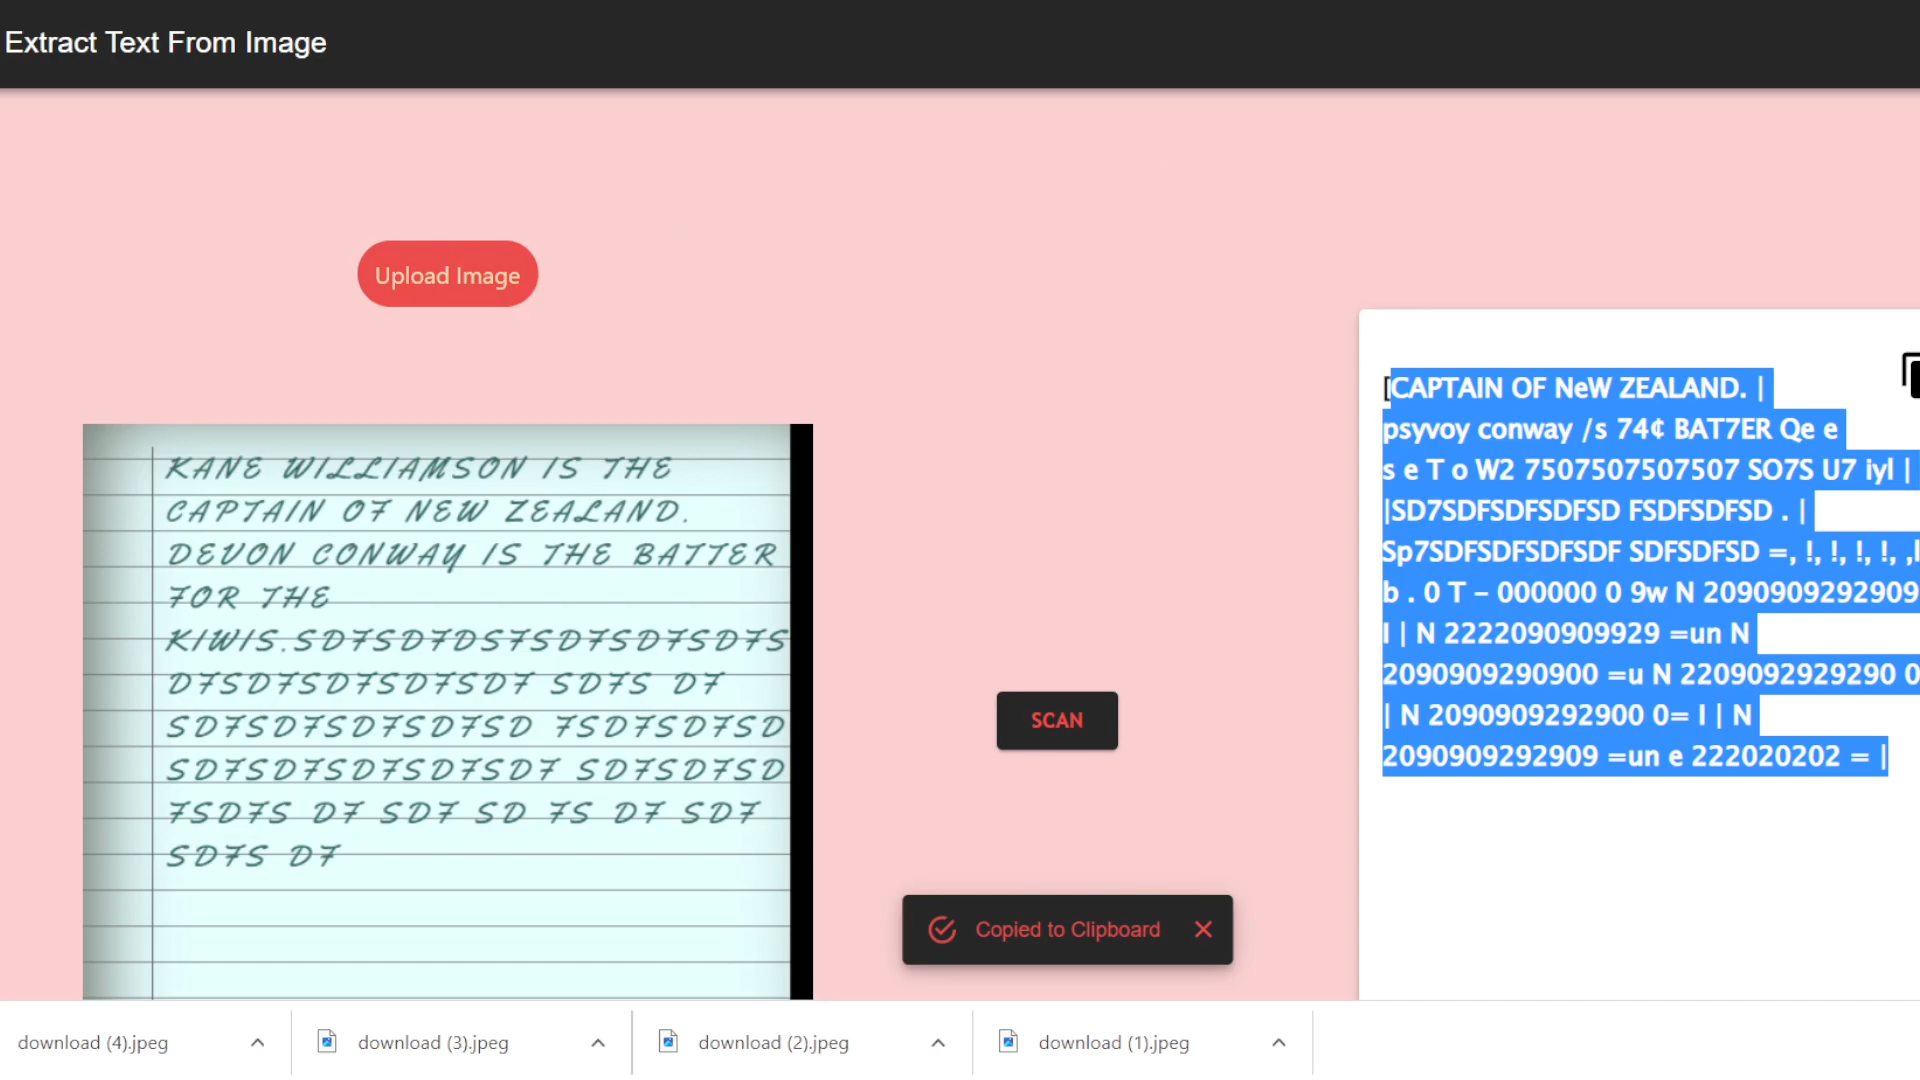 Extract Text From Image
Upload Image
KANE WILLIAMSON IS THE
CAPTAIN OF NEW ZEALAND.
DEVON CONWAY IS THE BATTER
FOR THE
KIWIS.SDFSDFDSFSDFSDFSDFS
DFSDFSDFSDFSDF SDFS DF
SDFSDFSDFSDFSD FSDFSDFSD
SDFSDFSDFSDFSDF SDFSDFSD
FSDFS DF SDF SD FS DF SDF
SDFS DF
SCAN
Copied to Clipboard
[CAPTAIN OF NeW ZEALAND. |
psyvoy conway /s 74¢ BAT7ER Qe e
s e T o W2 7507507507507 SO7S U7 iyl |
|SD7SDFSDFSDFSD FSDFSDFSD . |
Sp7SDFSDFSDFSDF SDFSDFSD =, !, !, !, !, ,l
b . 0 T – 000000 0 9w N 2090909292909
I | N 2222090909929 =un N
2090909290900 =u N 2209092929290 0
| N 2090909292900 0= I | N
2090909292909 =un e 222020202 = |
download (4).jpeg
download (3).jpeg
download (2).jpeg
download (1).jpeg